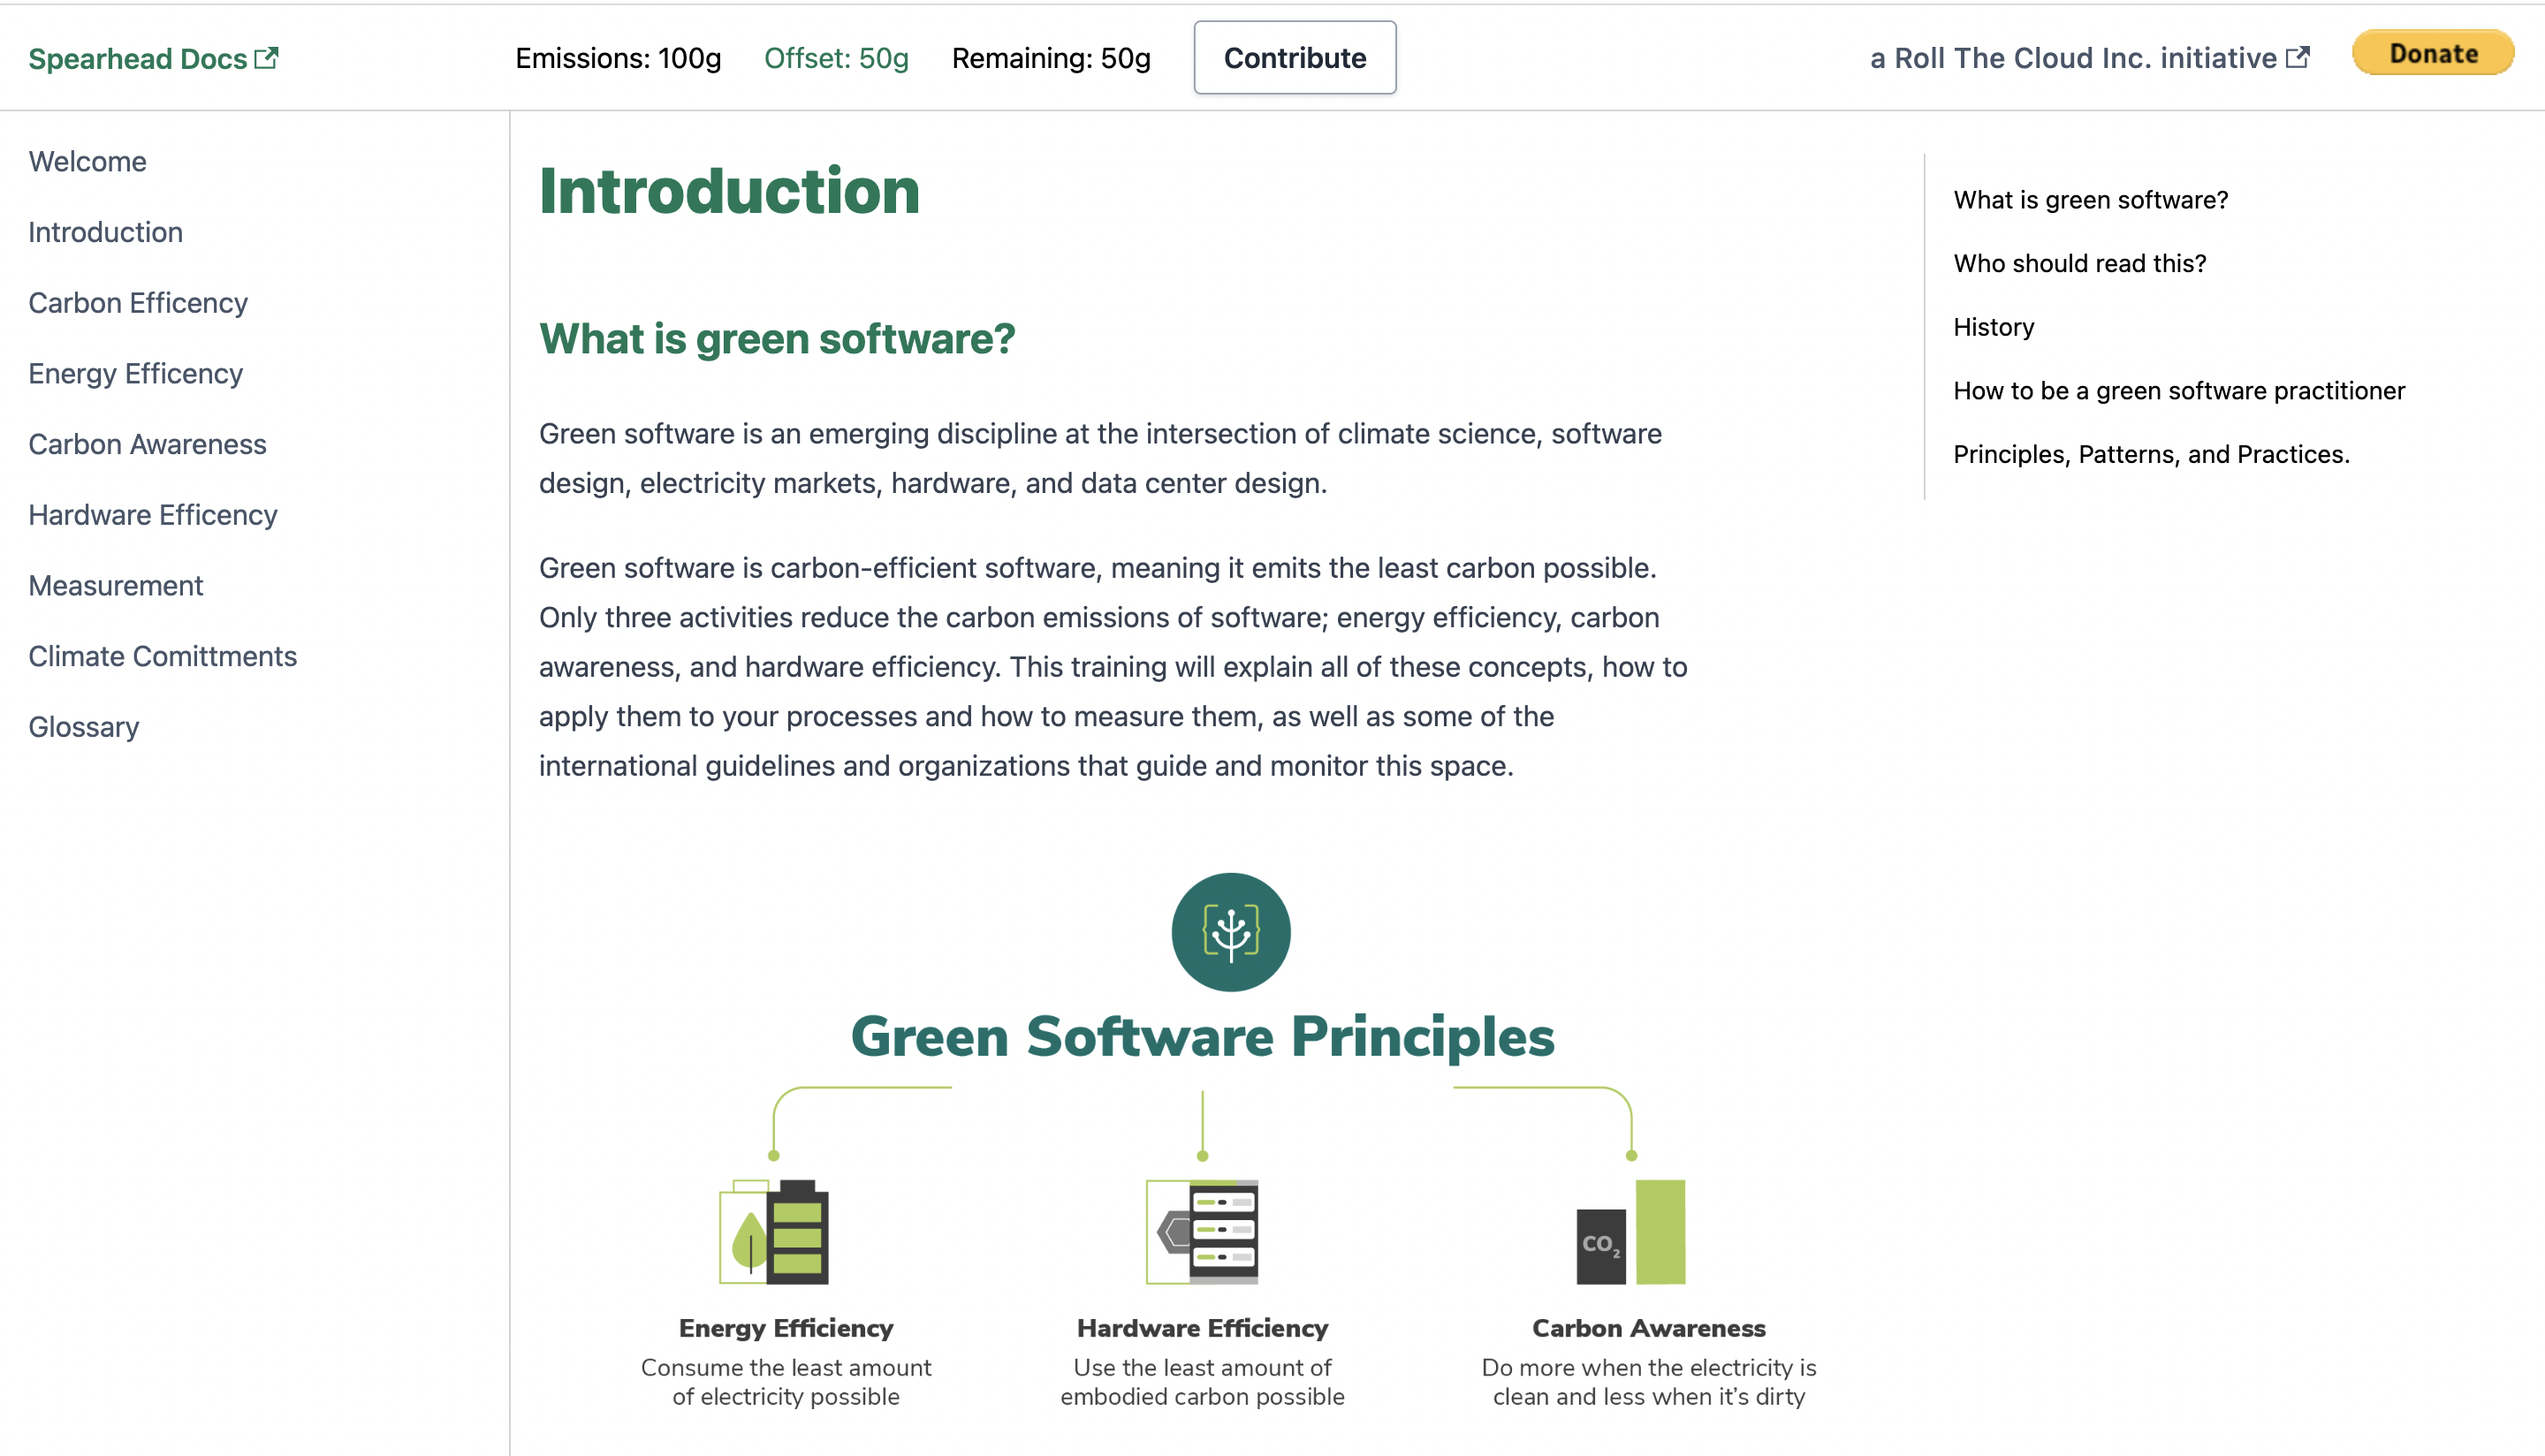 Spearhead Docs
Emissions: 100g
Offset: 50g
Remaining: 50g
Contribute
a Roll The Cloud Inc. initiative
Donate
Welcome
Introduction
Carbon Efficency
Energy Efficency
Carbon Awareness
Hardware Efficency
Measurement
Climate Comittments
Glossary
Introduction
What is green software?
Green software is an emerging discipline at the intersection of climate science, software
design, electricity markets, hardware, and data center design.
Green software is carbon-efficient software, meaning it emits the least carbon possible.
Only three activities reduce the carbon emissions of software; energy efficiency, carbon
awareness, and hardware efficiency. This training will explain all of these concepts, how to
apply them to your processes and how to measure them, as well as some of the
international guidelines and organizations that guide and monitor this space.
Green Software Principles
CO₂
Energy Efficiency
Consume the least amount
of electricity possible
Hardware Efficiency
Use the least amount of
embodied carbon possible
Carbon Awareness
Do more when the electricity is
clean and less when it’s dirty
What is green software?
Who should read this?
History
How to be a green software practitioner
Principles, Patterns, and Practices.